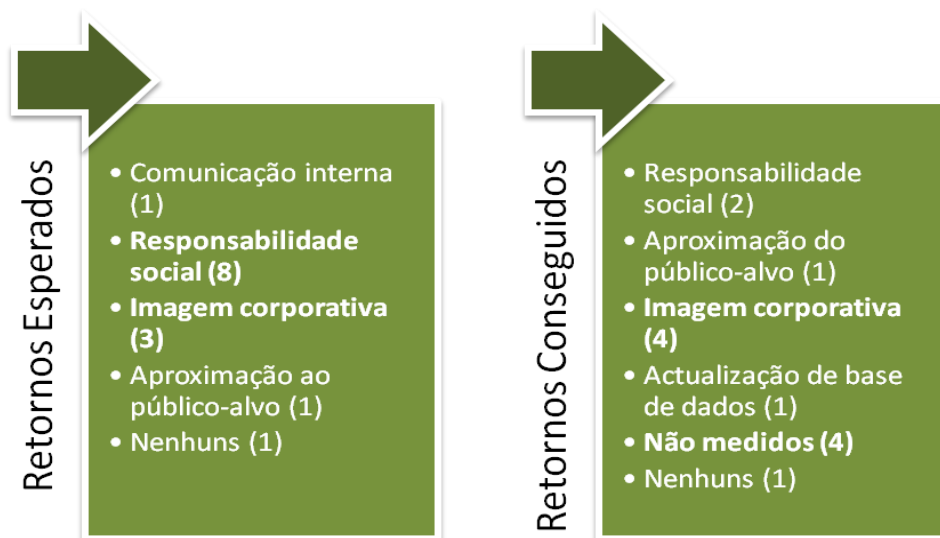 Retornos Esperados
• Comunicação interna
(1)
• Responsabilidade
social (8)
• Imagem corporativa
(3)
• Aproximação ao
público-alvo (1)
• Nenhuns (1)
Retornos Conseguidos
• Responsabilidade
social (2)
• Aproximação do
público-alvo (1)
• Imagem corporativa
(4)
• Actualização de base
de dados (1)
• Não medidos (4)
• Nenhuns (1)